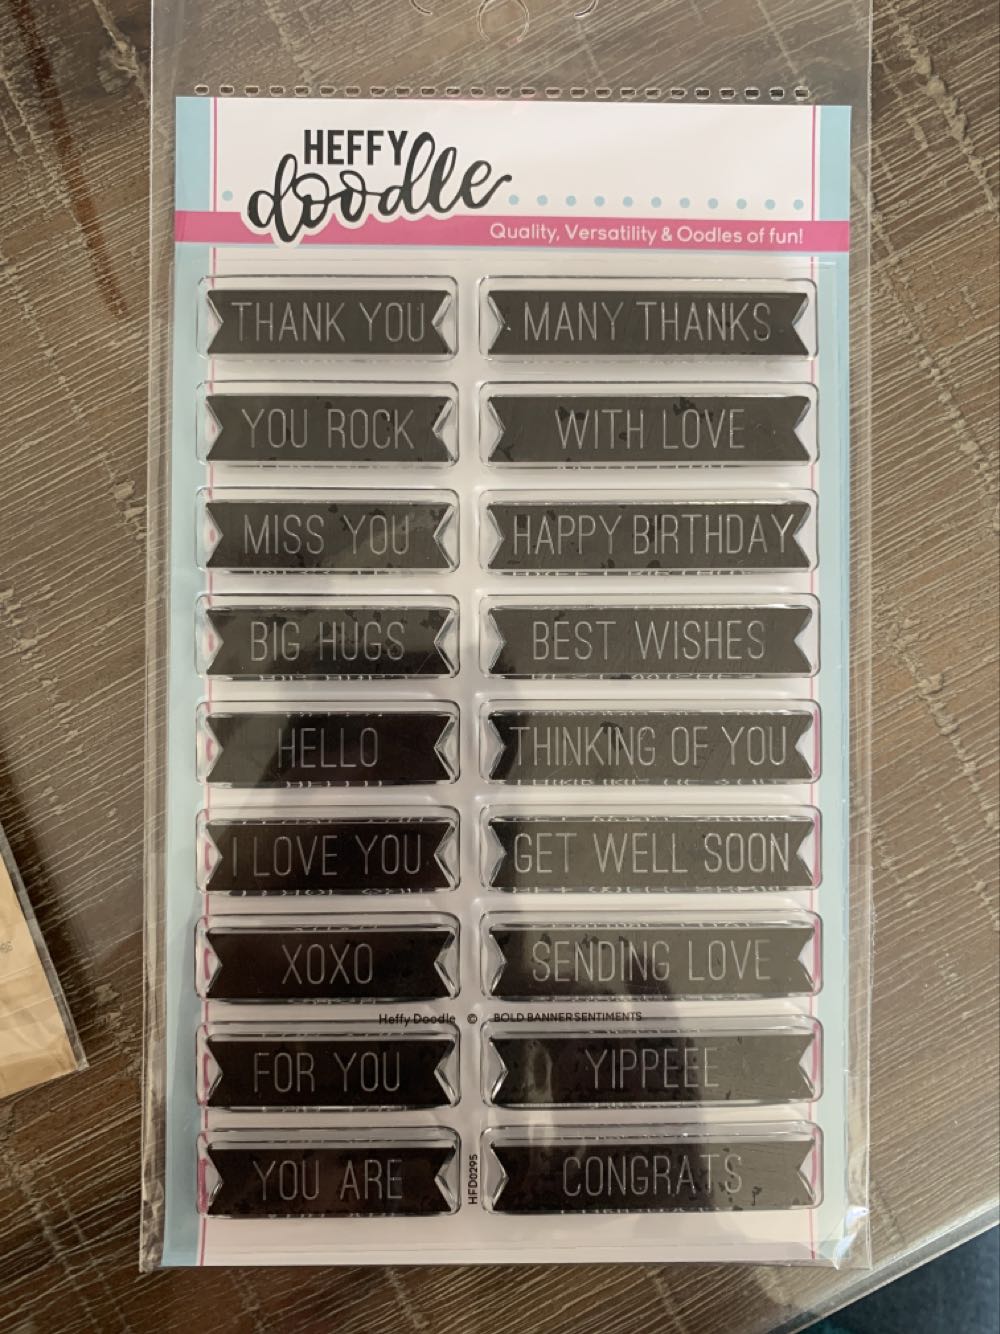 HEFFY
doodle
Quality, Versatility & Oodles of fun!
THANK YOU
MANY THANKS
YOU ROCK
WITH LOVE
MISS YOU
HAPPY BIRTHDAY
BIG HUGS
BEST WISHES
HELLO
THINKING OF YOU
I LOVE YOU
GET WELL SOON
XOXO
SENDING LOVE
Heffy Doodle © BOLD BANNER SENTIMENTS
FOR YOU
YIPPEEE
YOU ARE
HFD0295
CONGRATS